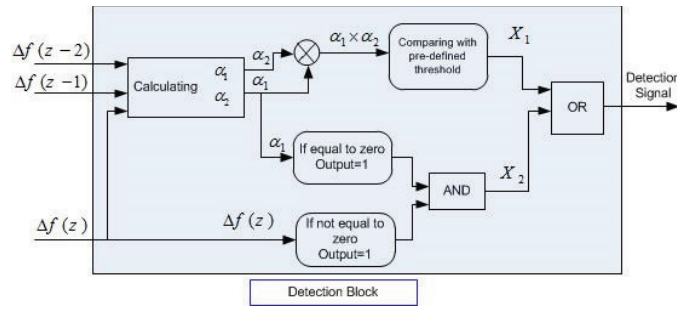 Δf(z−2)
Δf(z−1)
Δf(z)
Calculating
α₁
α₂
α₂
α₁
α₁×α₂
Comparing with
pre-defined
threshold
X₁
OR
Detection
Signal
α₁
If equal to zero
Output=1
AND
X₂
Δf(z)
If not equal to
zero
Output=1
Detection Block